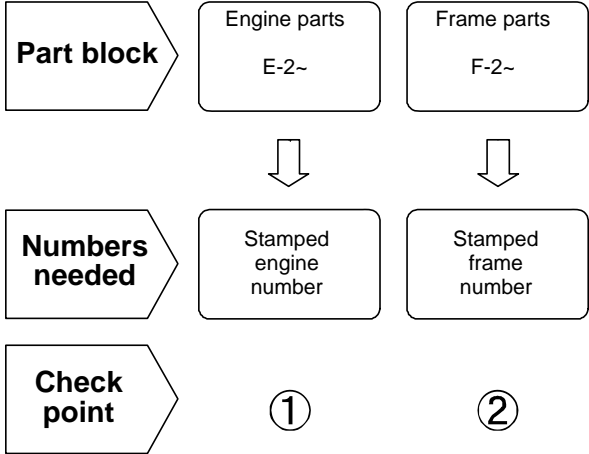 Part block
Engine parts
E-2~
Frame parts
F-2~
Numbers
needed
Stamped
engine
number
Stamped
frame
number
Check
point
①
②